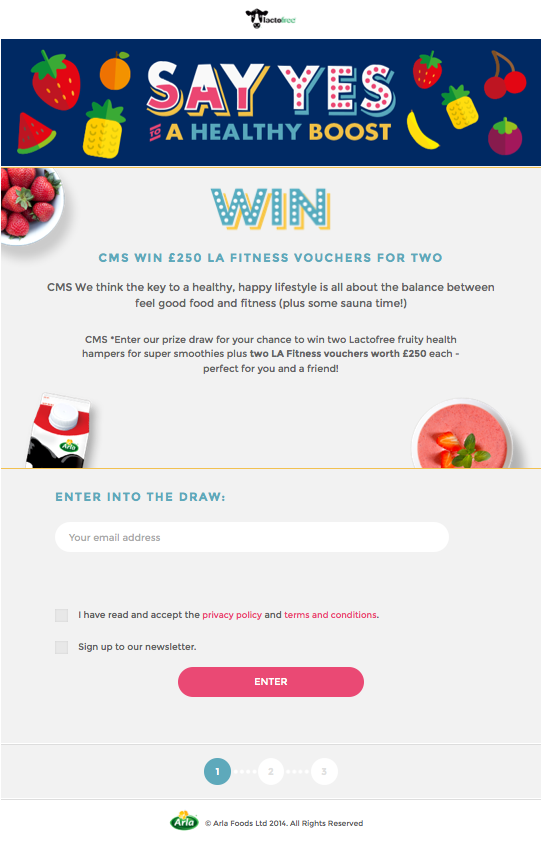 lactofree
SAY YES
TO A HEALTHY BOOST
WIN
CMS WIN £250 LA FITNESS VOUCHERS FOR TWO
CMS We think the key to a healthy, happy lifestyle is all about the balance between
feel good food and fitness (plus some sauna time!)
CMS *Enter our prize draw for your chance to win two Lactofree fruity health
hampers for super smoothies plus two LA Fitness vouchers worth £250 each -
perfect for you and a friend!
Arla
ENTER INTO THE DRAW:
Your email address
I have read and accept the privacy policy and terms and conditions.
Sign up to our newsletter.
ENTER
1 2 3
Arla © Arla Foods Ltd 2014. All Rights Reserved